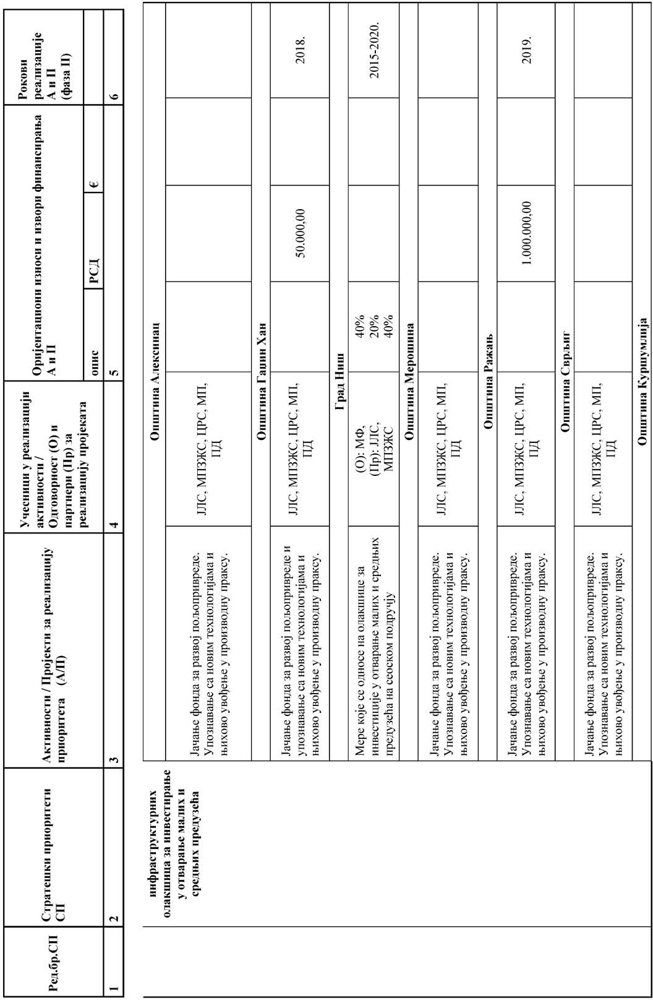 Ред.бр.СП
Стратешки приоритети
СП
Активности / Пројекти за реализацију
приоритета (А/П)
Учесници у реализацији
активности /
Одговорност (О) и
партнери (Пр) за
реализацију пројеката
Оријентациони износи и извори финансирања
А и П
опис
РСД
€
Рокови
реализације
А и П
(фаза II)
1
2
3
4
5
6
инфраструктурних
олакшица за инвестирање
у отварање малих и
средњих предузећа
Општина Алексинац
Јачање фонда за развој пољопривреде.
Упознавање са новим технологијама и
њихово увођење у производну праксу.
ЈЛС, МПЗЖС, ЦРС, МП,
ПД
Општина Гаџин Хан
Јачање фонда за развој пољопривреде и
упознавање са новим технологијама и
њихово увођење у производну праксу.
ЈЛС, МПЗЖС, ЦРС, МП,
ПД
50.000,00
2018.
Град Ниш
Мере које се односе на олакшице за
инвестиције у отварање малих и средњих
предузећа на сеоском подручју
(О): МФ,
(Пр): ЈЛС,
МПЗЖС
40%
20%
40%
2015-2020.
Општина Мерошина
Јачање фонда за развој пољопривреде.
Упознавање са новим технологијама и
њихово увођење у производну праксу.
ЈЛС, МПЗЖС, ЦРС, МП,
ПД
Општина Ражањ
Јачање фонда за развој пољопривреде.
Упознавање са новим технологијама и
њихово увођење у производну праксу.
ЈЛС, МПЗЖС, ЦРС, МП,
ПД
1.000.000,00
2019.
Општина Сврљиг
Јачање фонда за развој пољопривреде.
Упознавање са новим технологијама и
њихово увођење у производну праксу.
ЈЛС, МПЗЖС, ЦРС, МП,
ПД
Општина Куршумлија